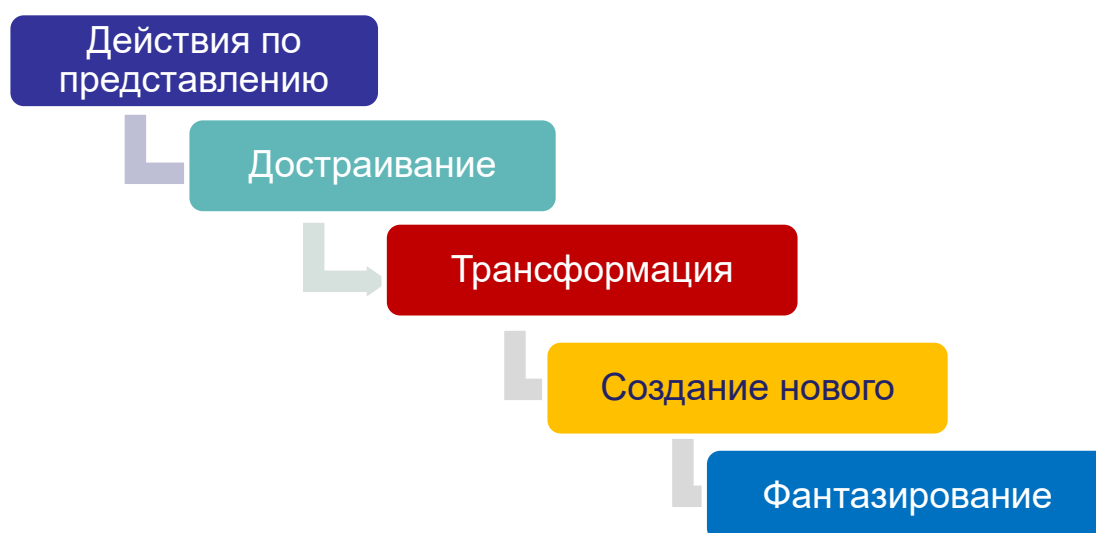 Действия по
представлению
Достраивание
Трансформация
Создание нового
Фантазирование